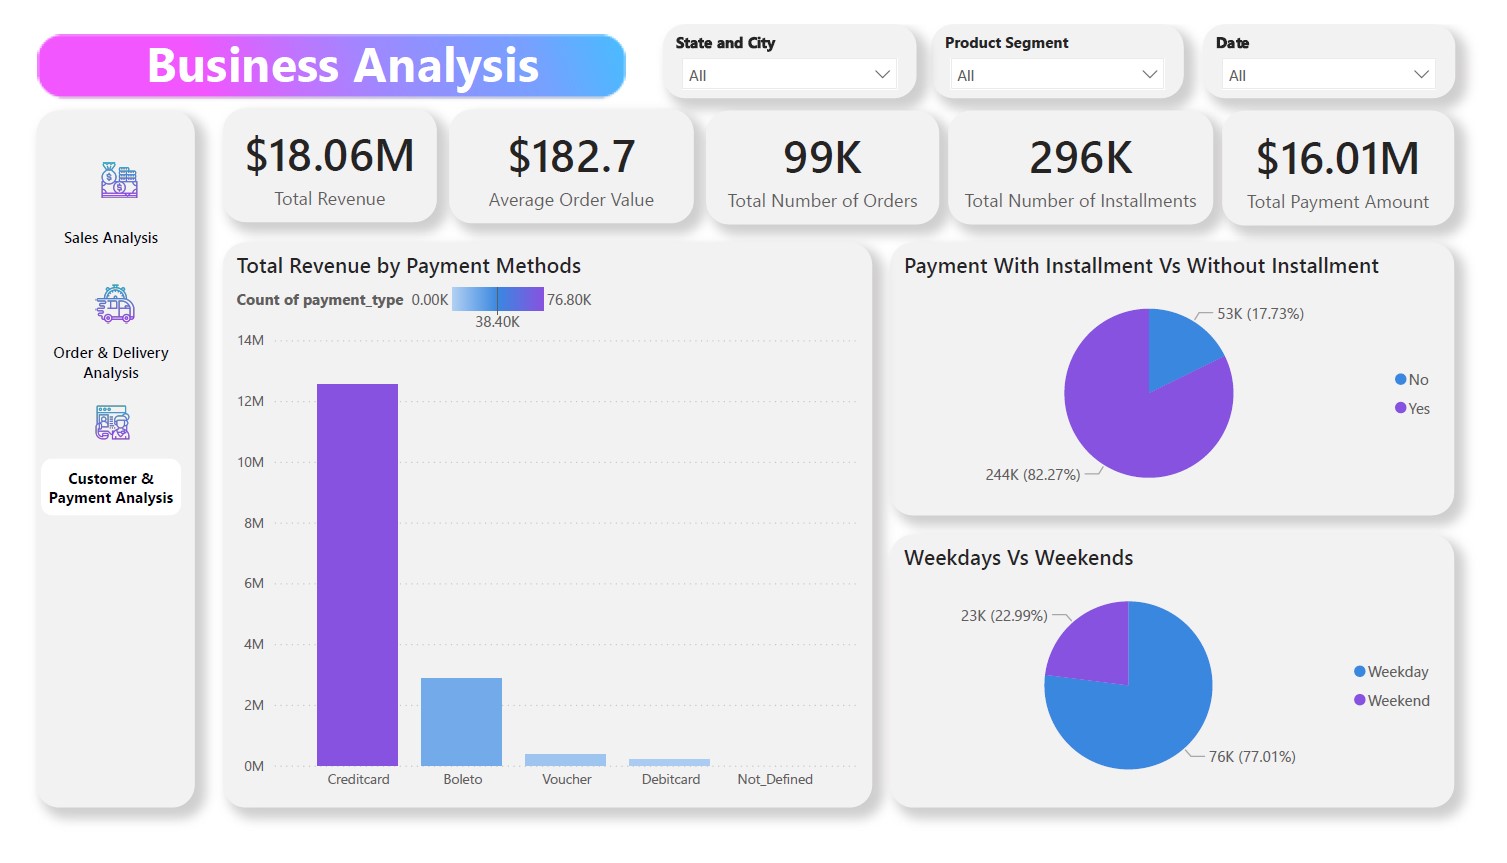 Business Analysis
State and City
All
Product Segment
All
Date
All
$18.06M
Total Revenue
$182.7
Average Order Value
99K
Total Number of Orders
296K
Total Number of Installments
$16.01M
Total Payment Amount
Sales Analysis
Order & Delivery
Analysis
Customer &
Payment Analysis
Total Revenue by Payment Methods
Count of payment_type 0.00K 76.80K
38.40K
14M
12M
10M
8M
6M
4M
2M
0M
Creditcard Boleto Voucher Debitcard Not_Defined
Payment With Installment Vs Without Installment
53K (17.73%)
244K (82.27%)
No
Yes
Weekdays Vs Weekends
23K (22.99%)
76K (77.01%)
Weekday
Weekend